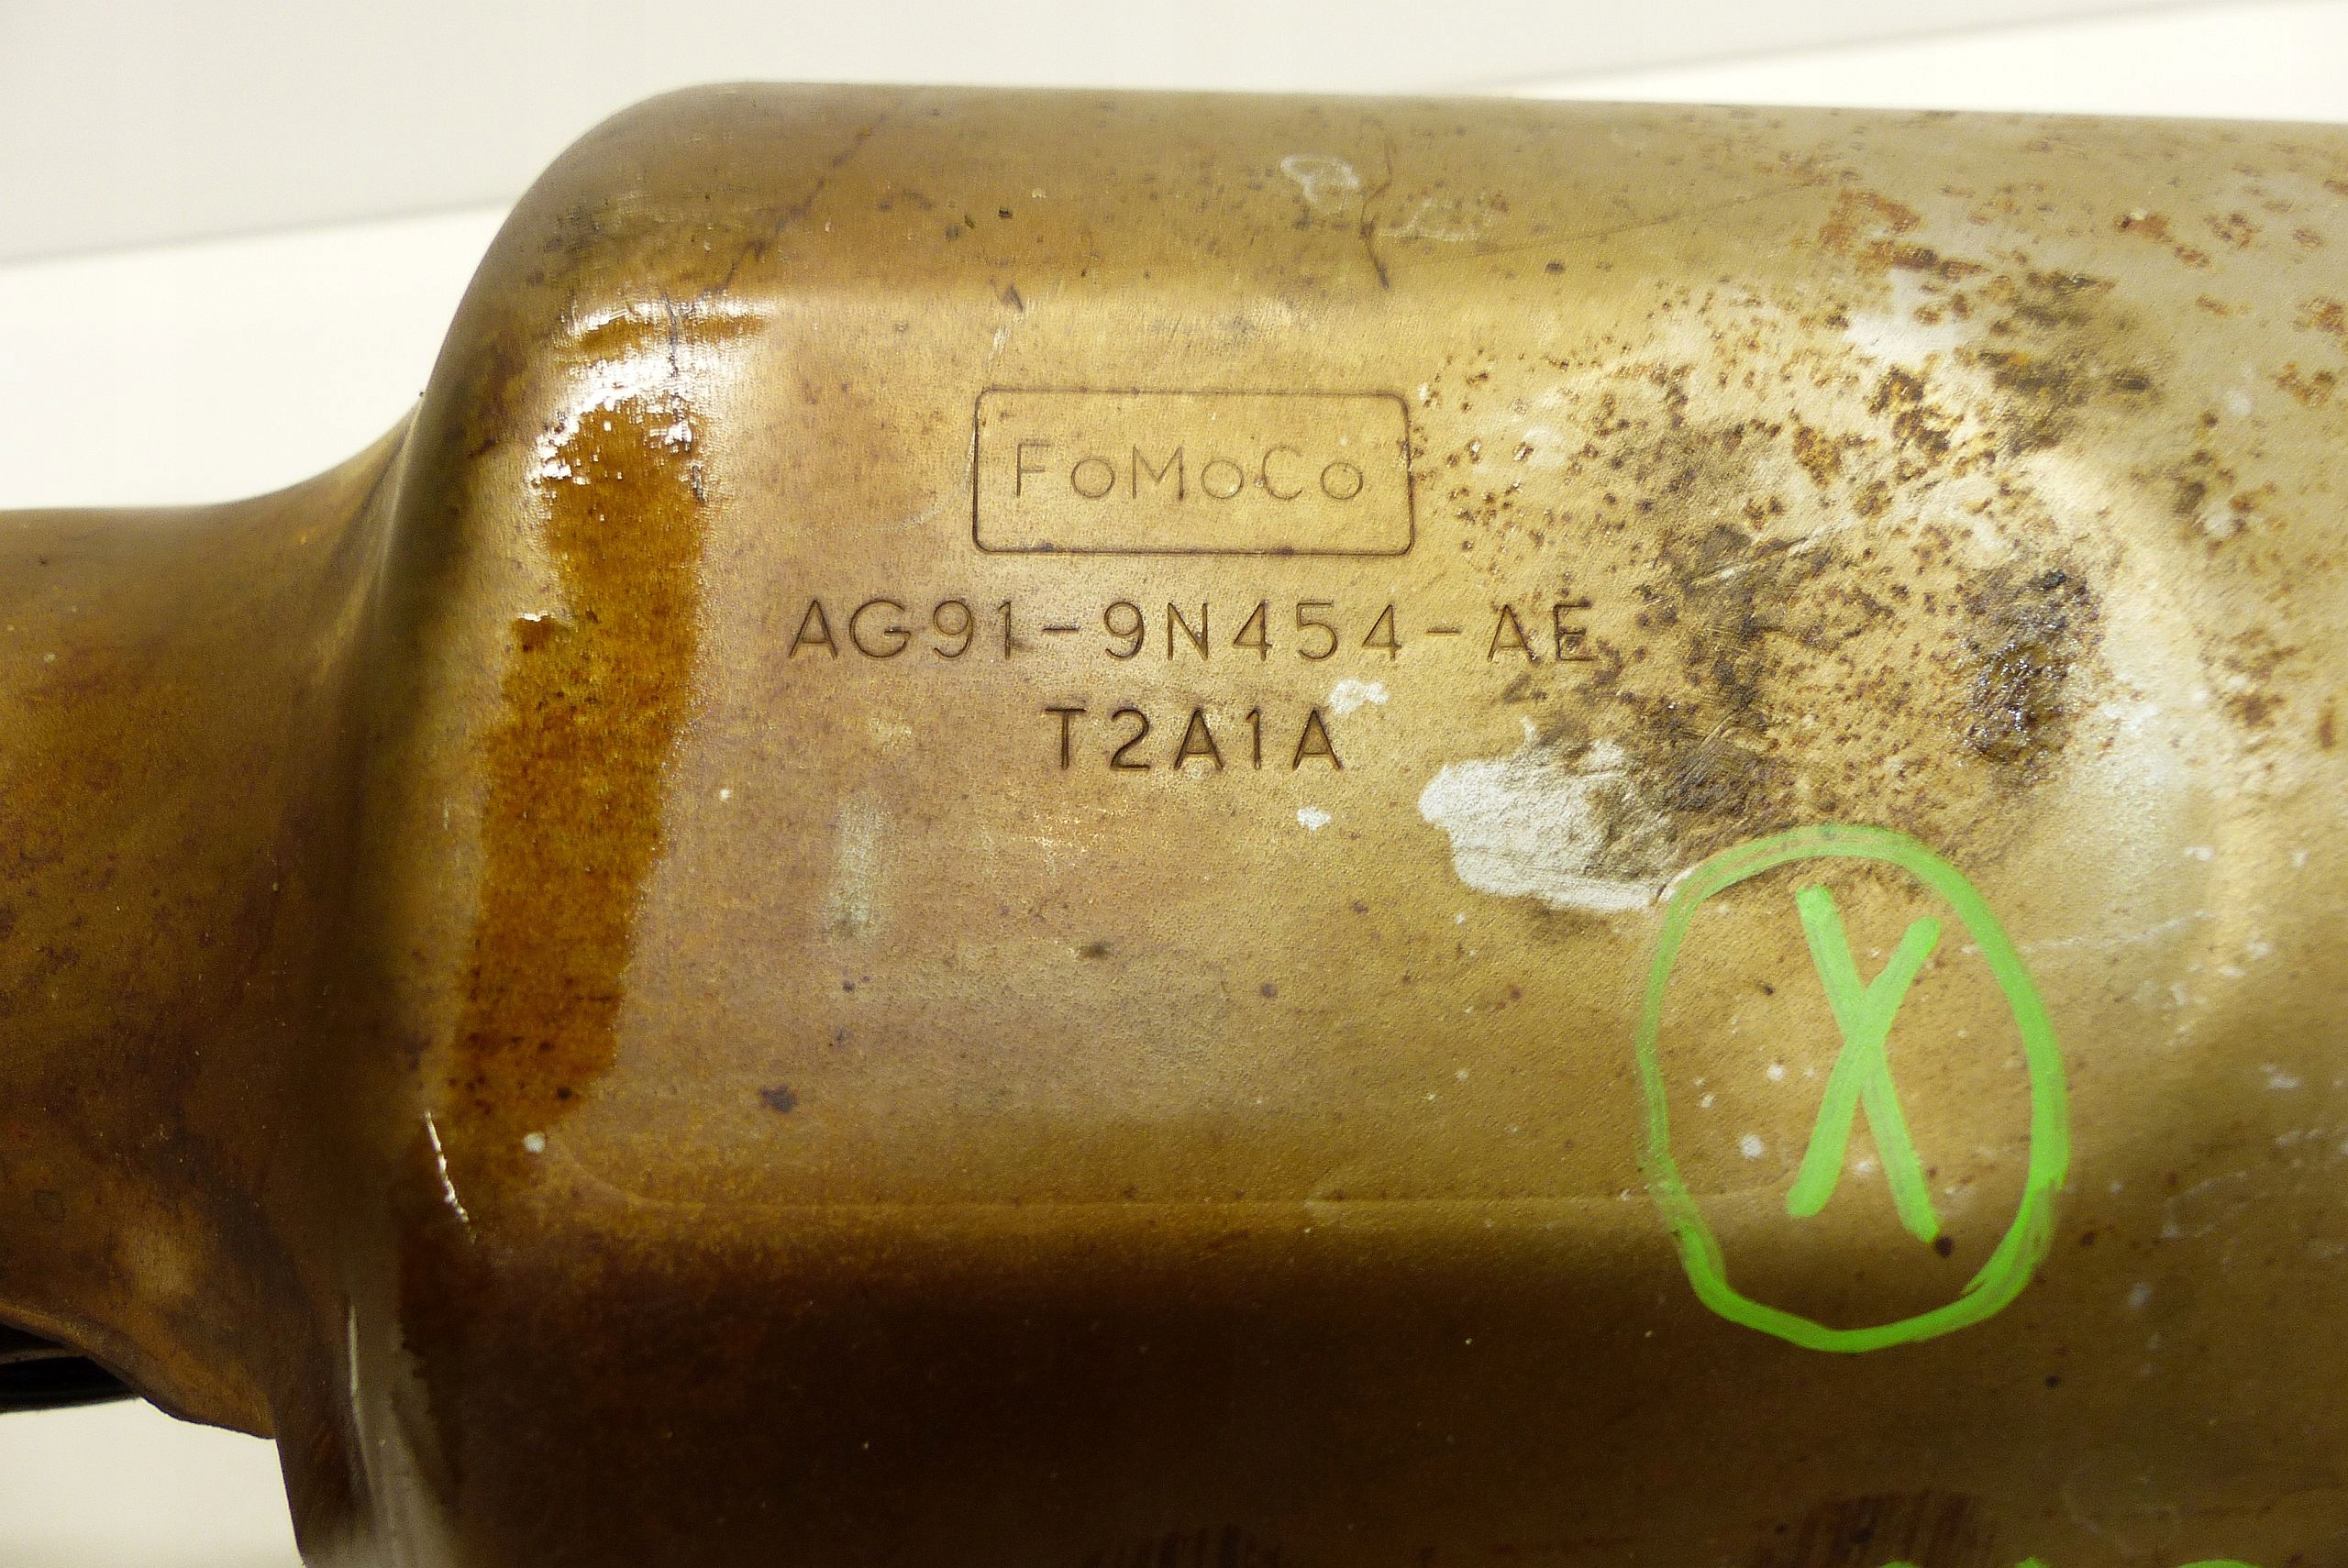 FoMoCo
AG91-9N454-AE
T2A1A
X